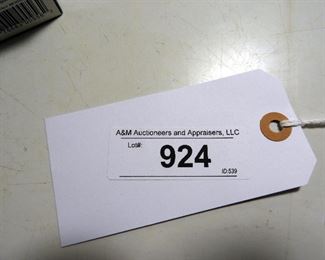 A&M Auctioneers and Appraisers, LLC
Lot#:
924
ID:539